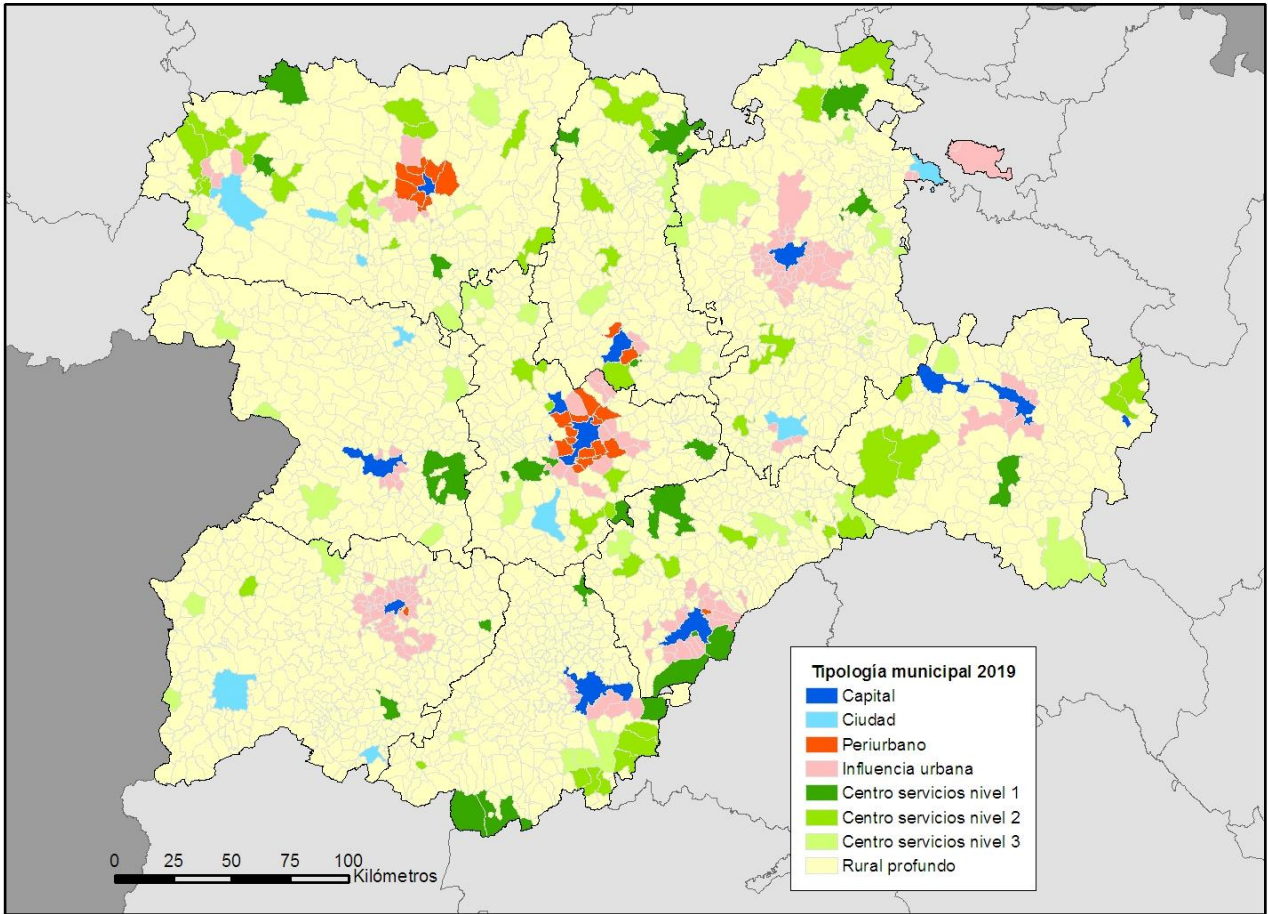 Tipología municipal 2019
Capital
Ciudad
Periurbano
Influencia urbana
Centro servicios nivel 1
Centro servicios nivel 2
Centro servicios nivel 3
Rural profundo
0 25 50 75 100
Kilómetros